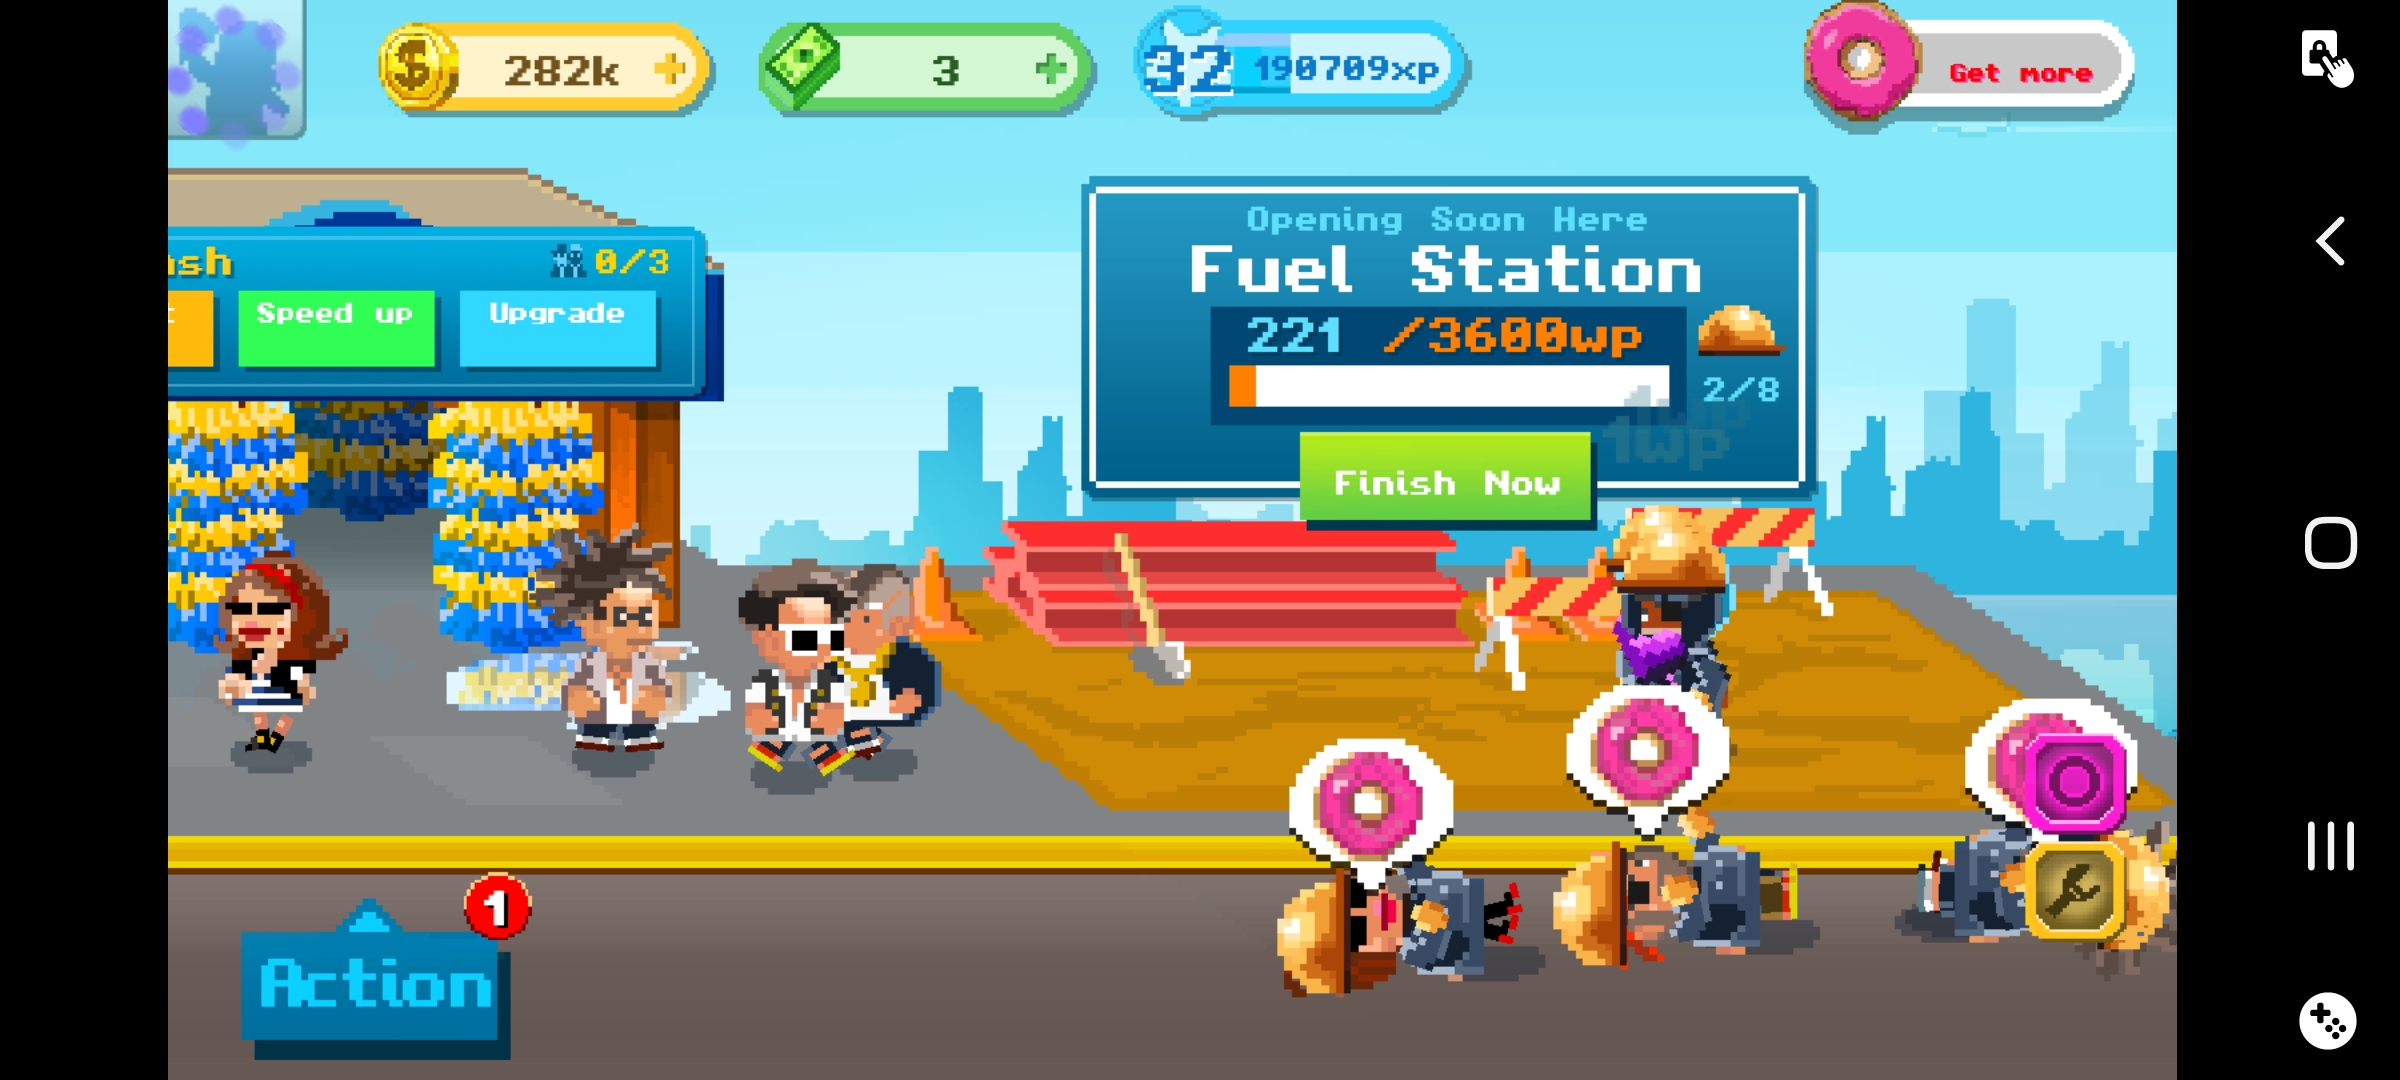 282k
3
32
190709xp
Get more
sh
0/3
Speed up
Upgrade
Opening Soon Here
Fuel Station
221 /3600wp
2/8
1wp
Finish Now
1
Action